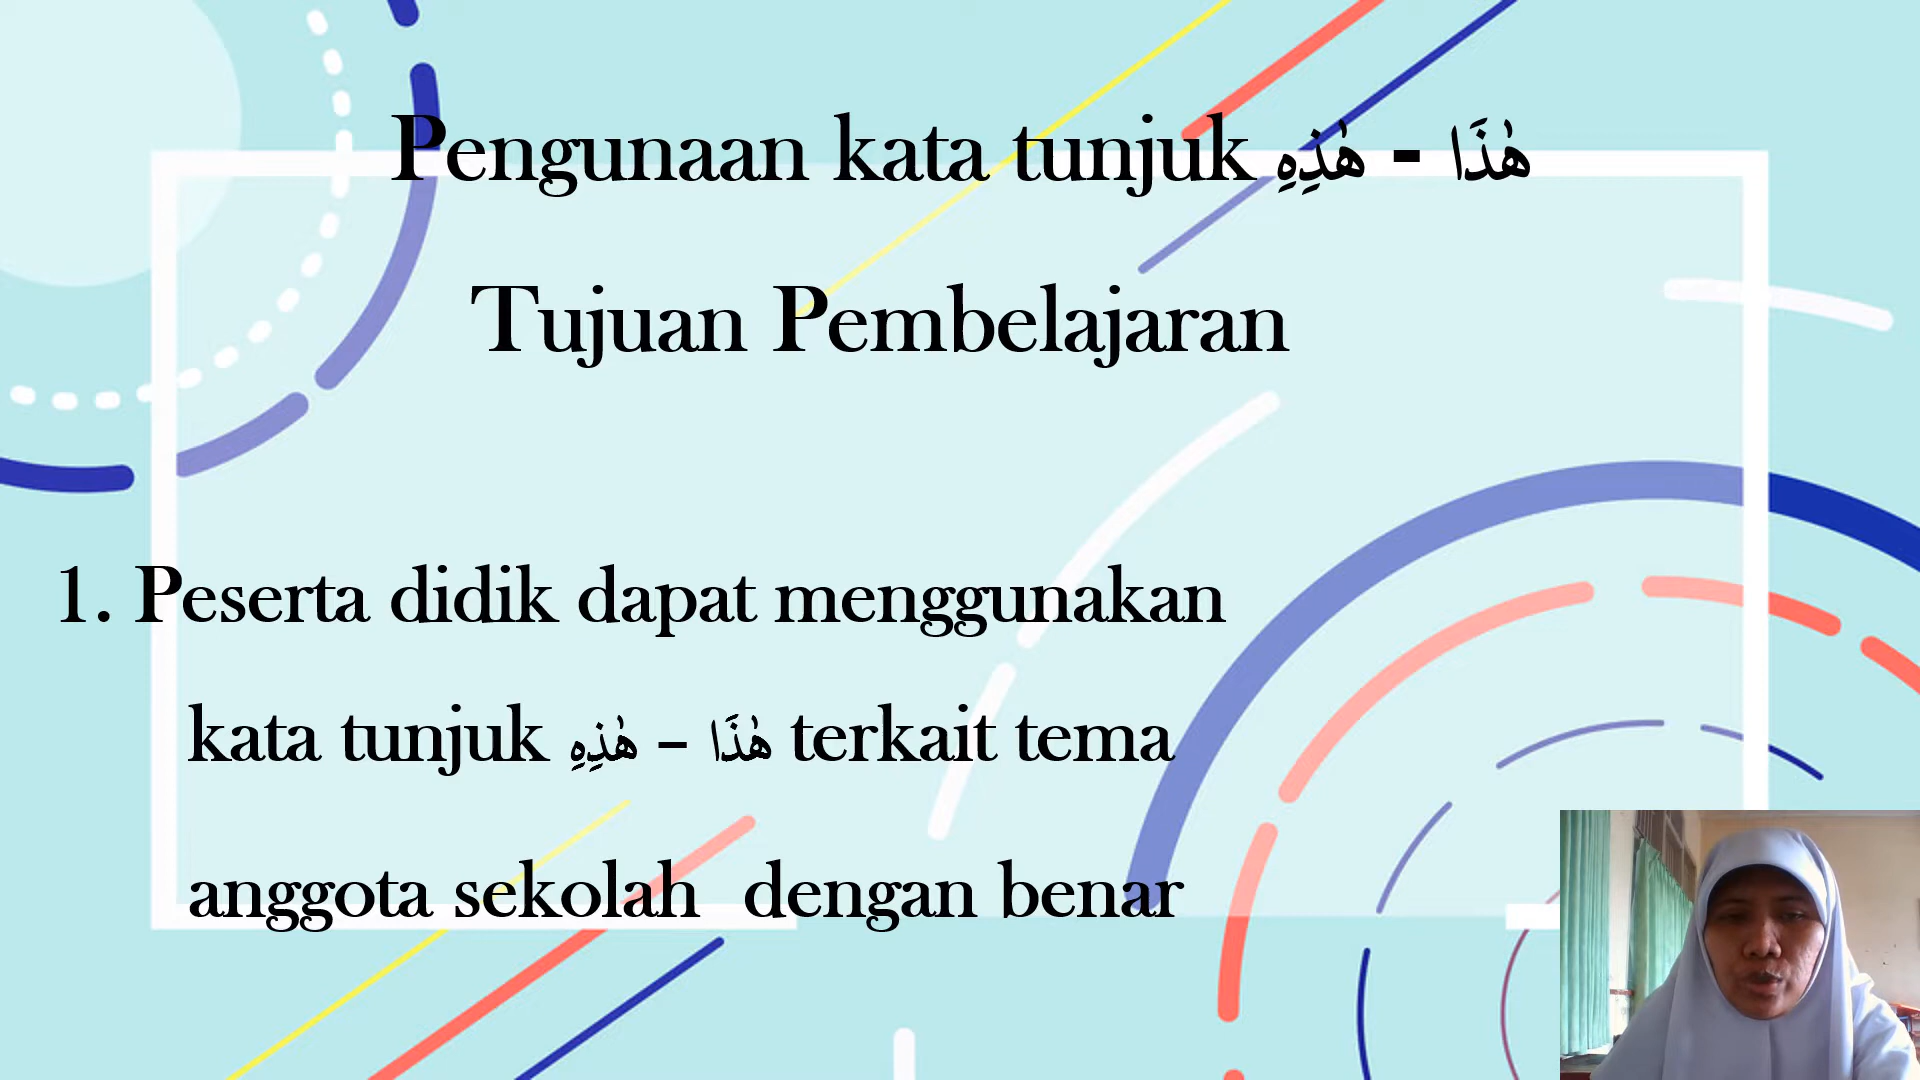 Pengunaan kata tunjuk هٰذَا - هٰذِهِ
Tujuan Pembelajaran
1. Peserta didik dapat menggunakan
kata tunjuk هٰذَا – هٰذِهِ terkait tema
anggota sekolah dengan benar